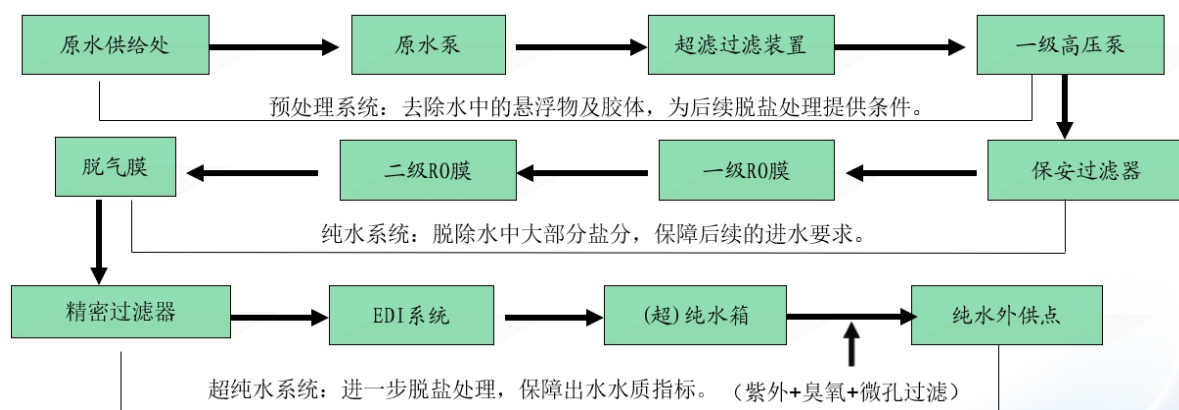 原水供给处
原水泵
超滤过滤装置
一级高压泵
预处理系统：去除水中的悬浮物及胶体，为后续脱盐处理提供条件。
脱气膜
二级RO膜
一级RO膜
保安过滤器
纯水系统：脱除水中大部分盐分，保障后续的进水要求。
精密过滤器
EDI系统
(超)纯水箱
纯水外供点
超纯水系统：进一步脱盐处理，保障出水水质指标。
（紫外+臭氧+微孔过滤）